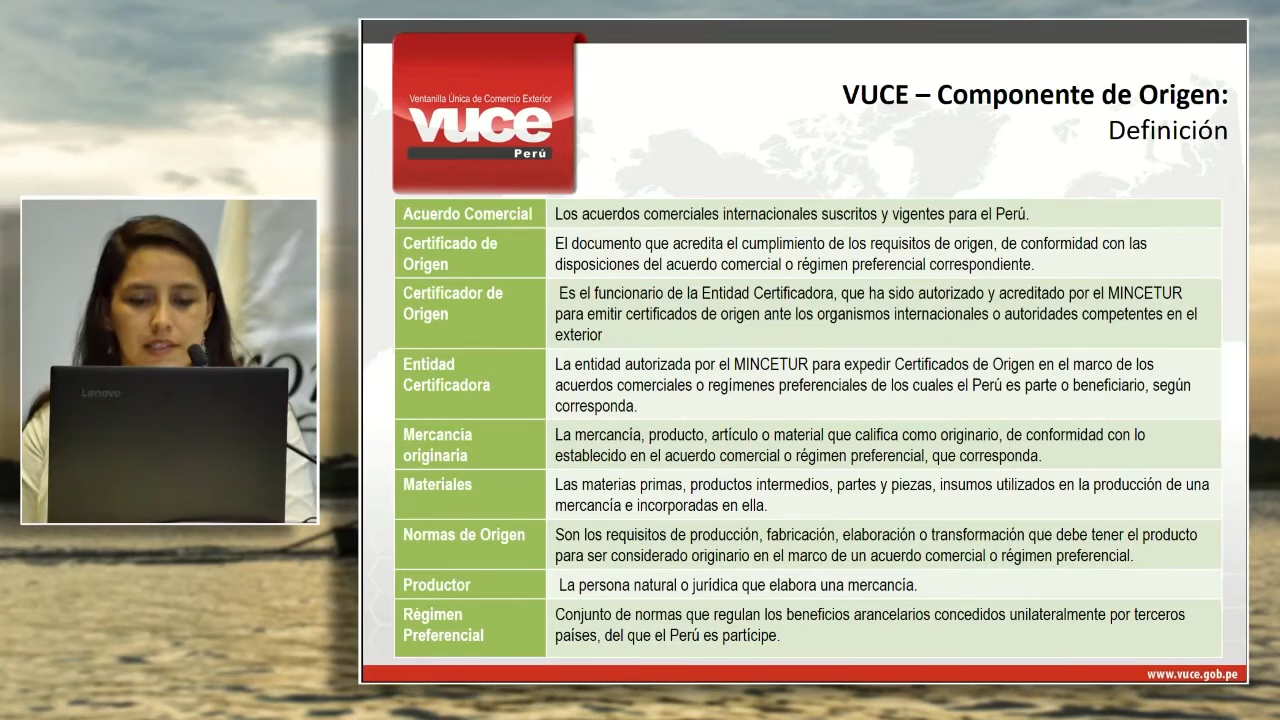 Ventanilla Única de Comercio Exterior
vuce
Perú
VUCE – Componente de Origen:
Definición
Acuerdo Comercial
Los acuerdos comerciales internacionales suscritos y vigentes para el Perú.
Certificado de
Origen
El documento que acredita el cumplimiento de los requisitos de origen, de conformidad con las
disposiciones del acuerdo comercial o régimen preferencial correspondiente.
Certificador de
Origen
Es el funcionario de la Entidad Certificadora, que ha sido autorizado y acreditado por el MINCETUR
para emitir certificados de origen ante los organismos internacionales o autoridades competentes en el
exterior
Entidad
Certificadora
La entidad autorizada por el MINCETUR para expedir Certificados de Origen en el marco de los
acuerdos comerciales o regímenes preferenciales de los cuales el Perú es parte o beneficiario, según
corresponda.
Mercancía
originaria
La mercancía, producto, artículo o material que califica como originario, de conformidad con lo
establecido en el acuerdo comercial o régimen preferencial, que corresponda.
Materiales
Las materias primas, productos intermedios, partes y piezas, insumos utilizados en la producción de una
mercancía e incorporadas en ella.
Normas de Origen
Son los requisitos de producción, fabricación, elaboración o transformación que debe tener el producto
para ser considerado originario en el marco de un acuerdo comercial o régimen preferencial.
Productor
La persona natural o jurídica que elabora una mercancía.
Régimen
Preferencial
Conjunto de normas que regulan los beneficios arancelarios concedidos unilateralmente por terceros
países, del que el Perú es partícipe.
www.vuce.gob.pe
Lenovo